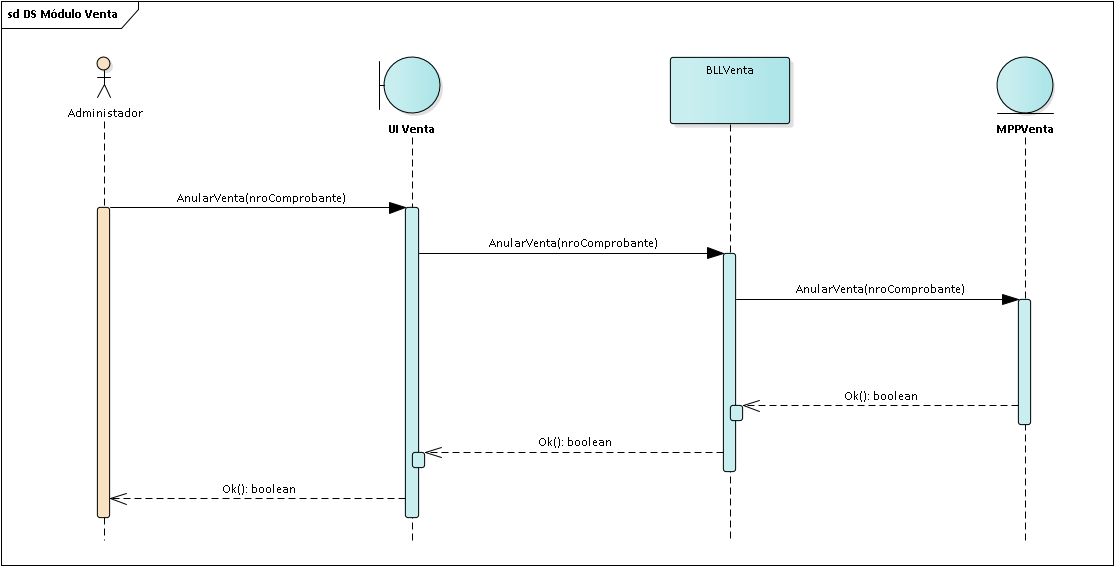 sd DS Módulo Venta
Administador
UI Venta
BLLVenta
MPPVenta
AnularVenta(nroComprobante)
AnularVenta(nroComprobante)
AnularVenta(nroComprobante)
Ok(): boolean
Ok(): boolean
Ok(): boolean